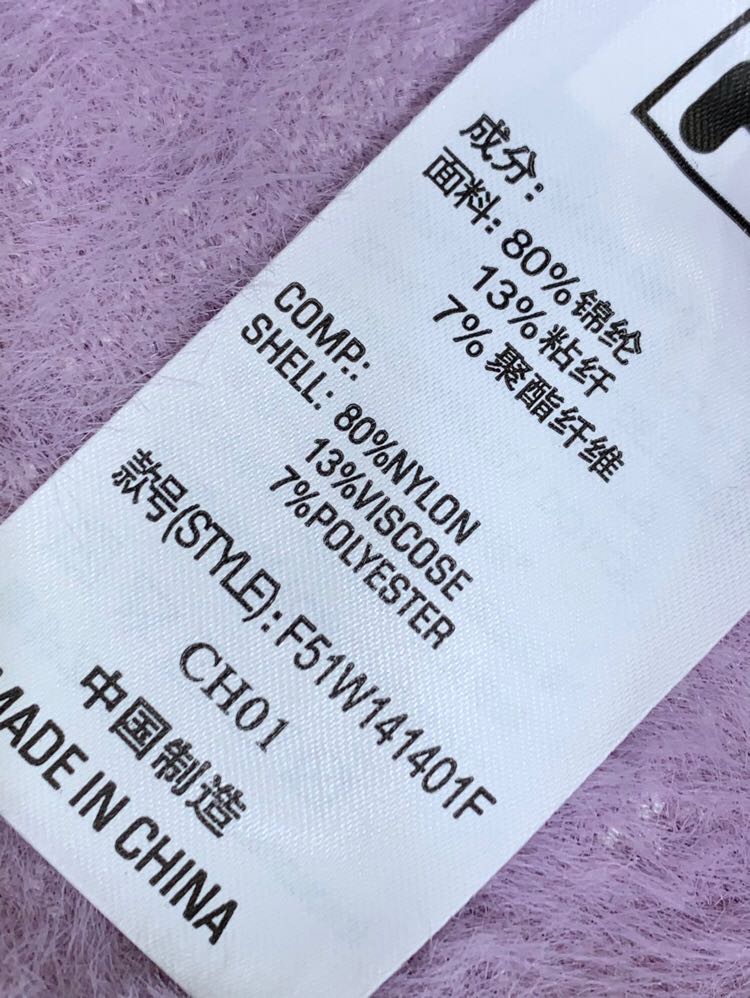 成分:
面料: 80%锦纶
13%粘纤
7% 聚酯纤维
COMP.:
SHELL: 80%NYLON
13%VISCOSE
7%POLYESTER
款号(STYLE): F51W141401F
CH01
中国制造
MADE IN CHINA